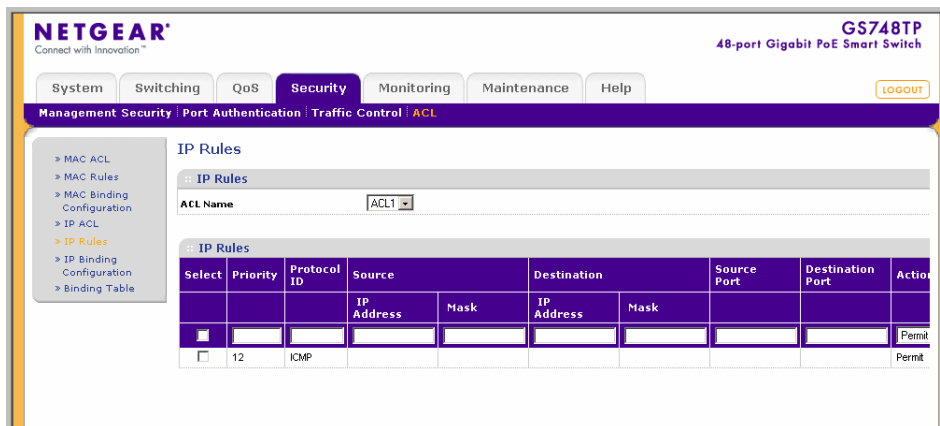 NETGEAR®
Connect with Innovation™
GS748TP
48-port Gigabit PoE Smart Switch
System Switching QoS Security Monitoring Maintenance Help
LOGOUT
Management Security Port Authentication Traffic Control ACL
» MAC ACL
» MAC Rules
» MAC Binding
Configuration
» IP ACL
» IP Rules
» IP Binding
Configuration
» Binding Table
IP Rules
:: IP Rules
ACL Name ACL1
:: IP Rules
Select Priority Protocol ID Source Destination Source Port Destination Port Action
IP Address Mask IP Address Mask
Permit
12 ICMP Permit